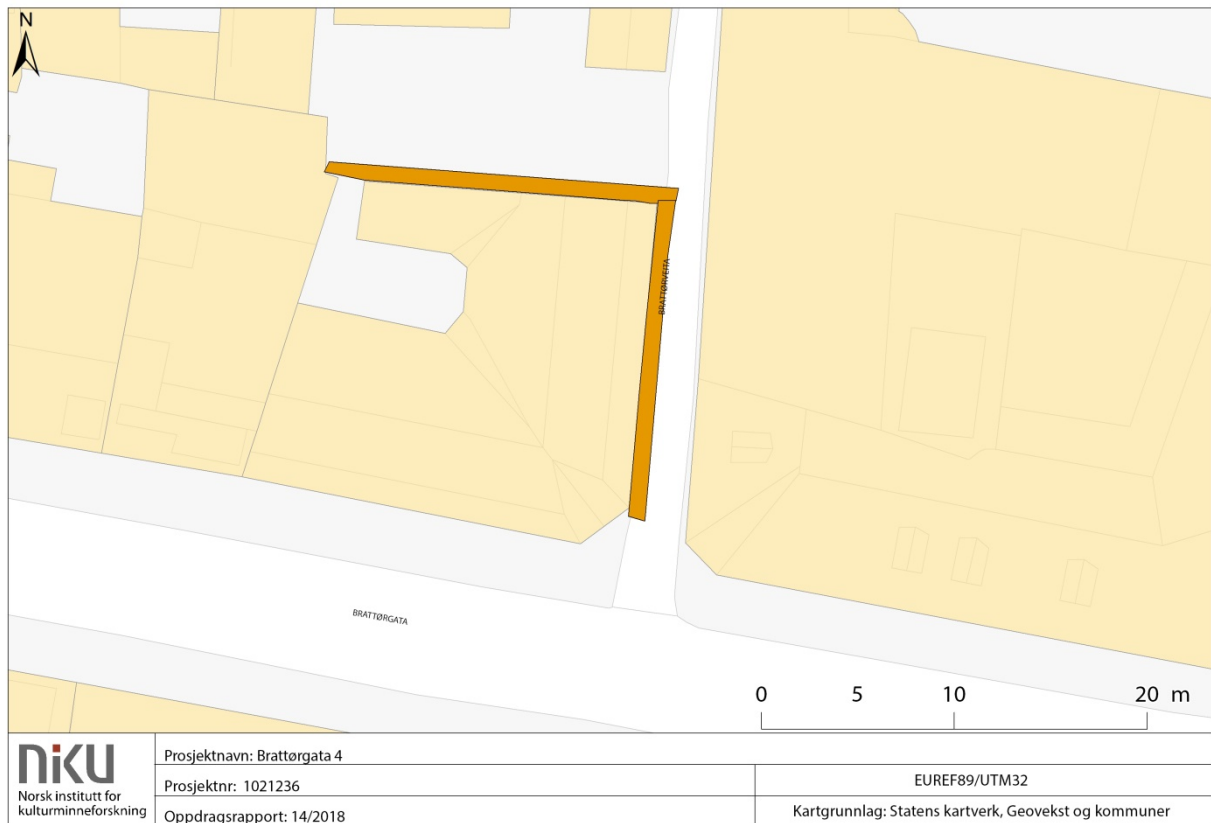 N
BRATTØRVEITA
BRATTØRGATA
0 5 10 20 m
niku
Norsk institutt for
kulturminneforskning
Prosjektnavn: Brattørgata 4
Prosjektnr: 1021236
Oppdragsrapport: 14/2018
EUREF89/UTM32
Kartgrunnlag: Statens kartverk, Geovekst og kommuner